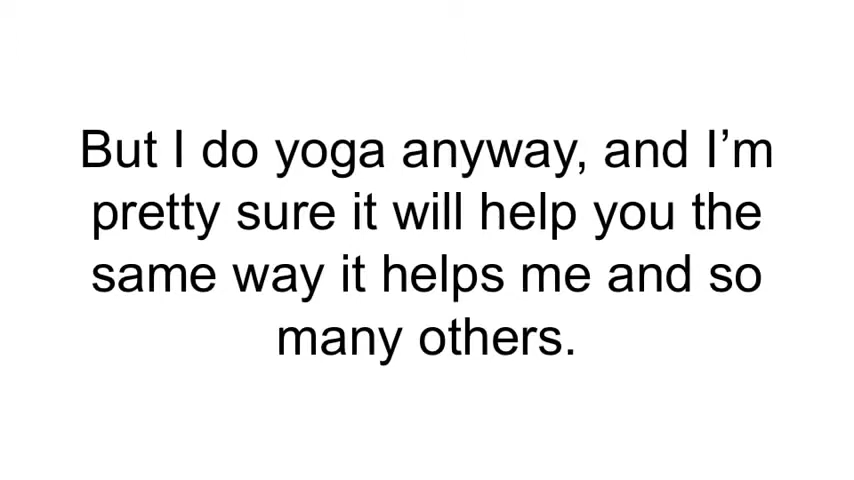 But I do yoga anyway, and I’m
pretty sure it will help you the
same way it helps me and so
many others.